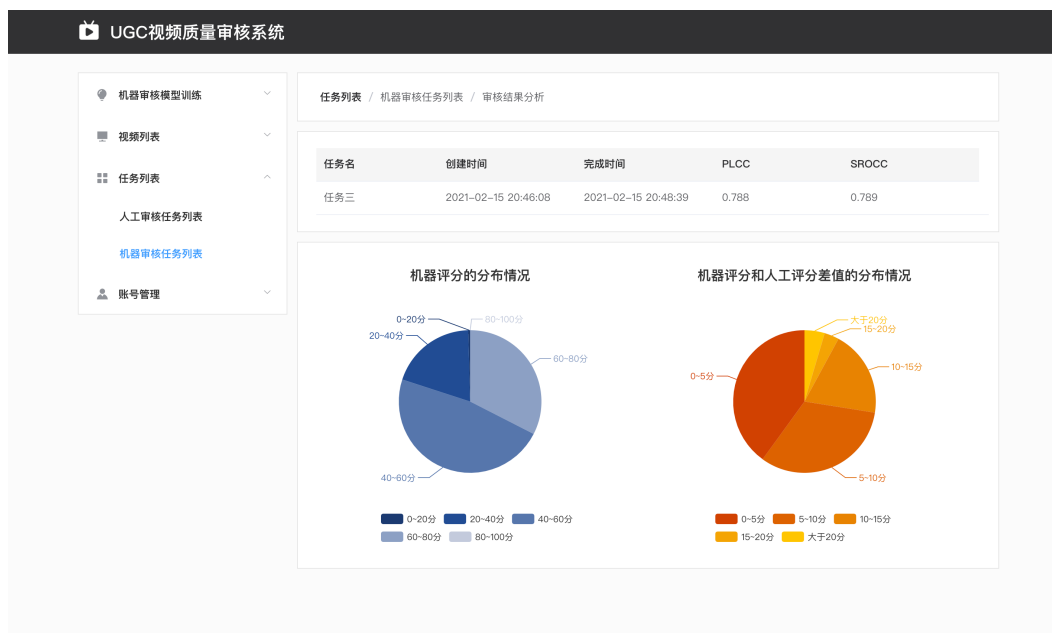 UGC视频质量审核系统
机器审核模型训练
视频列表
任务列表
人工审核任务列表
机器审核任务列表
账号管理
任务列表 / 机器审核任务列表 / 审核结果分析
任务名 创建时间 完成时间 PLCC SROCC
任务三 2021-02-15 20:46:08 2021-02-15 20:48:39 0.788 0.789
机器评分的分布情况
0~20分 80~100分
20~40分
60~80分
40~60分
0~20分 20~40分 40~60分
60~80分 80~100分
机器评分和人工评分差值的分布情况
大于20分
15~20分
10~15分
0~5分
5~10分
0~5分 5~10分 10~15分
15~20分 大于20分